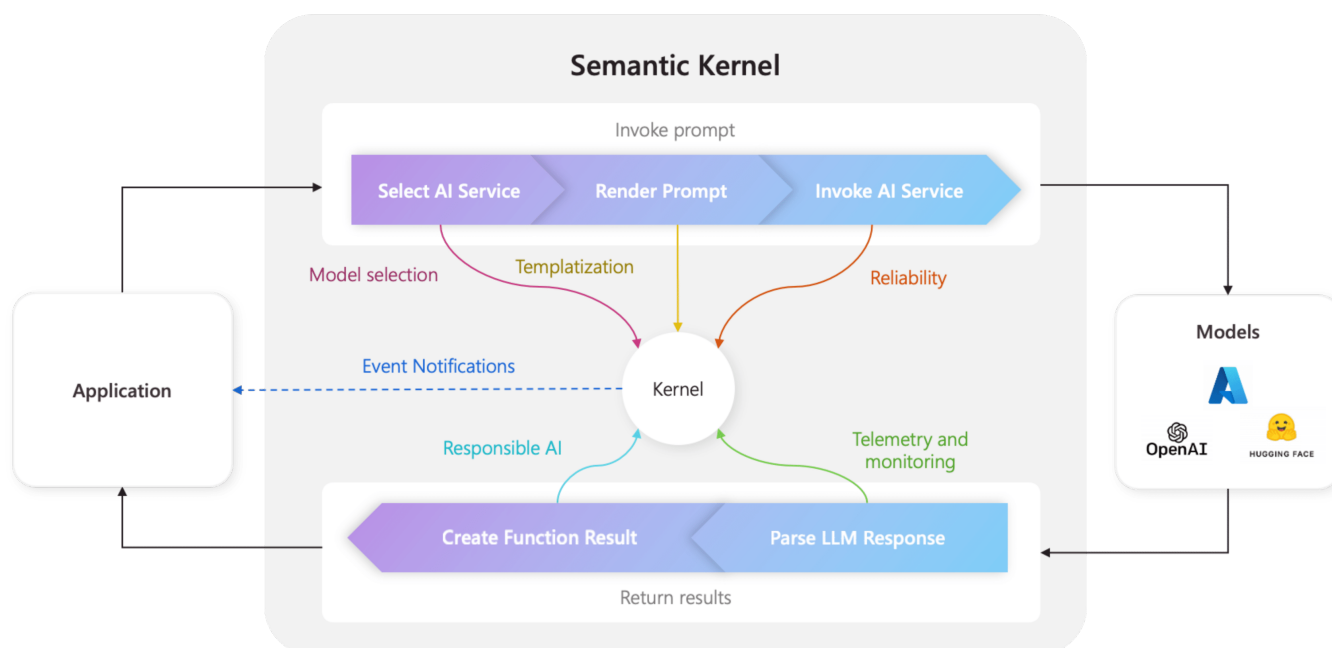 Semantic Kernel
Invoke prompt
Select AI Service
Render Prompt
Invoke AI Service
Model selection
Templatization
Reliability
Application
Event Notifications
Kernel
Models
OpenAI
HUGGING FACE
Responsible AI
Telemetry and
monitoring
Create Function Result
Parse LLM Response
Return results